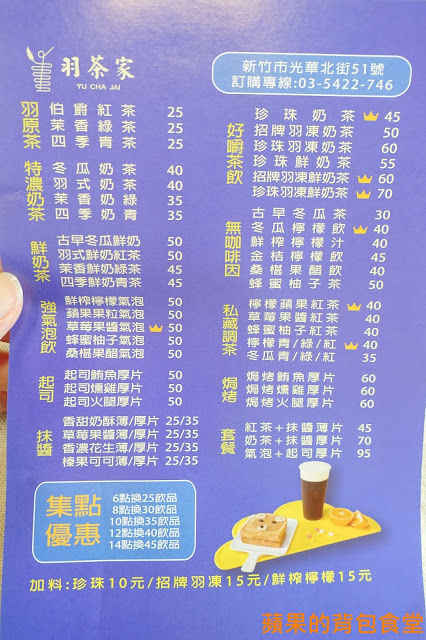 羽茶家
YU CHA JAI
新竹市光華北街51號
訂購專線:03-5422-746
羽原茶
伯爵紅茶 25
茉香綠茶 25
四季青茶 25
特濃奶茶
冬瓜奶茶 40
羽式奶茶 40
茉香奶綠 35
四季奶青 35
鮮奶茶
古早冬瓜鮮奶 50
羽式鮮奶紅茶 50
茉香鮮奶綠茶 45
四季鮮奶青茶 45
強氣泡飲
鮮榨檸檬氣泡 50
蘋果果粒氣泡 50
草莓果醬氣泡 50
蜂蜜柚子氣泡 50
桑椹果醋氣泡 50
起司
起司鮪魚厚片 50
起司燻雞厚片 50
起司火腿厚片 50
抹醬
香甜奶酥薄/厚片 25/35
草莓果醬薄/厚片 25/35
香濃花生薄/厚片 25/35
榛果可可薄/厚片 25/35
好嚼茶飲
珍珠奶茶 45
招牌羽凍奶茶 50
珍珠羽凍奶茶 60
珍珠鮮奶茶 55
招牌羽凍鮮奶茶 60
珍珠羽凍鮮奶茶 70
無咖啡因
古早冬瓜茶 30
冬瓜檸檬飲 40
鮮榨檸檬汁 40
金桔檸檬飲 45
桑椹果醋飲 40
蜂蜜柚子茶 50
私藏調茶
檸檬蘋果紅茶 40
草莓果醬紅茶 40
蜂蜜柚子紅茶 40
檸檬青/綠/紅 40
冬瓜青/綠/紅 35
焗烤
焗烤鮪魚厚片 60
焗烤燻雞厚片 60
焗烤火腿厚片 60
套餐
紅茶+抹醬薄片 45
奶茶+抹醬厚片 70
氣泡+起司厚片 95
集點優惠
6點換25飲品
8點換30飲品
10點換35飲品
12點換40飲品
14點換45飲品
加料:珍珠10元/招牌羽凍15元/鮮榨檸檬15元
蘋果的背包食堂